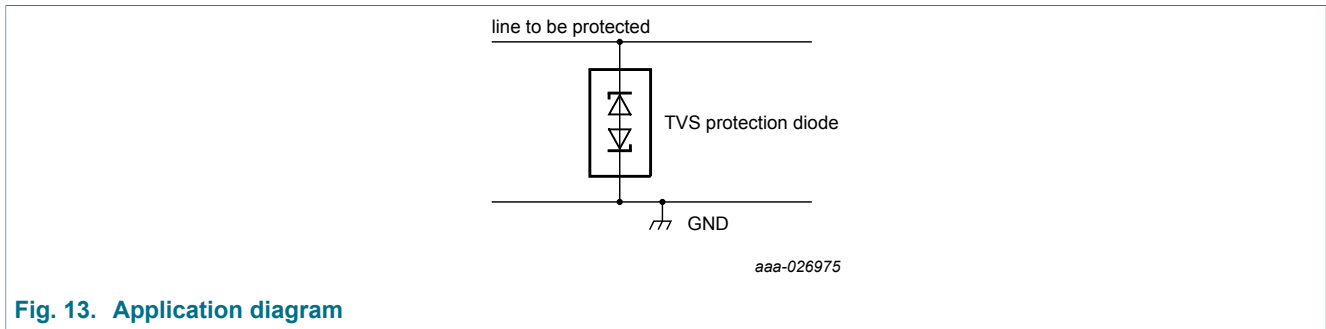 line to be protected
TVS protection diode
GND
aaa-026975
Fig. 13. Application diagram